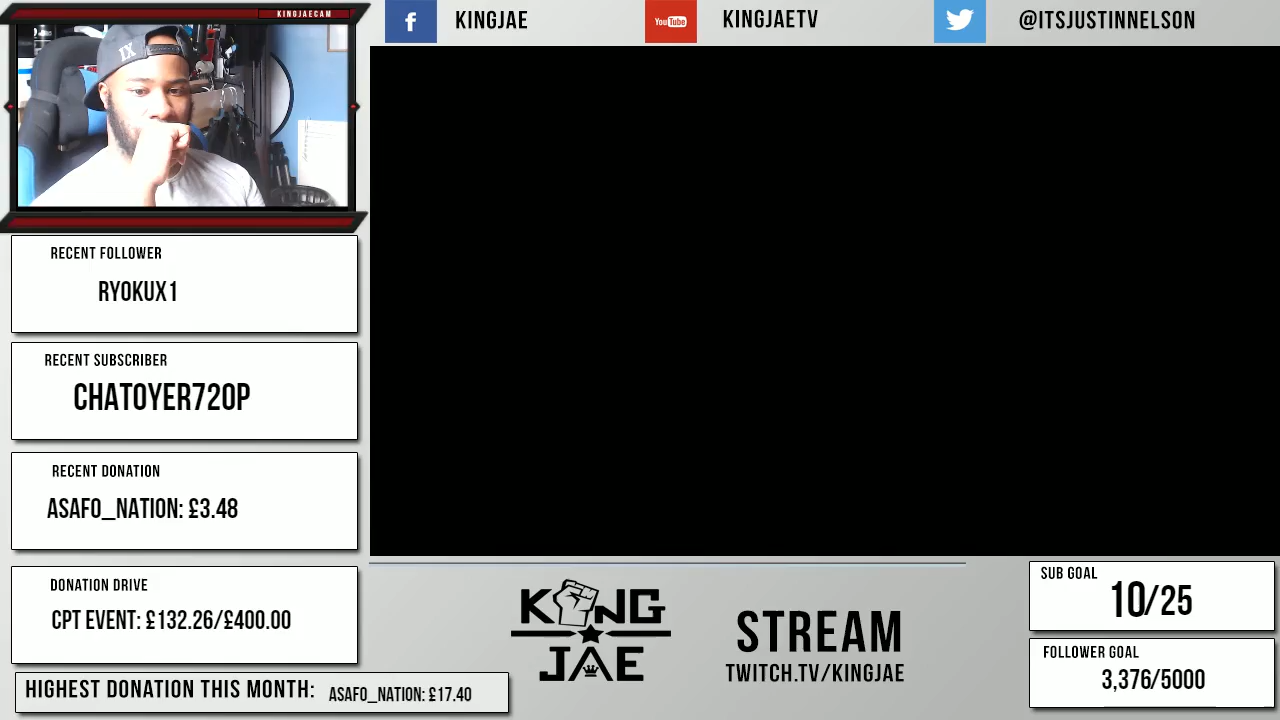 KINGJAECAM
f KINGJAE
YouTube KINGJAETV
@ITSJUSTINNELSON
IX
RECENT FOLLOWER
RYOKUX1
RECENT SUBSCRIBER
CHATOYER720P
RECENT DONATION
ASAFO_NATION: £3.48
DONATION DRIVE
CPT EVENT: £132.26/£400.00
HIGHEST DONATION THIS MONTH: ASAFO_NATION: £17.40
KING
JAE
STREAM
TWITCH.TV/KINGJAE
SUB GOAL
10/25
FOLLOWER GOAL
3,376/5000